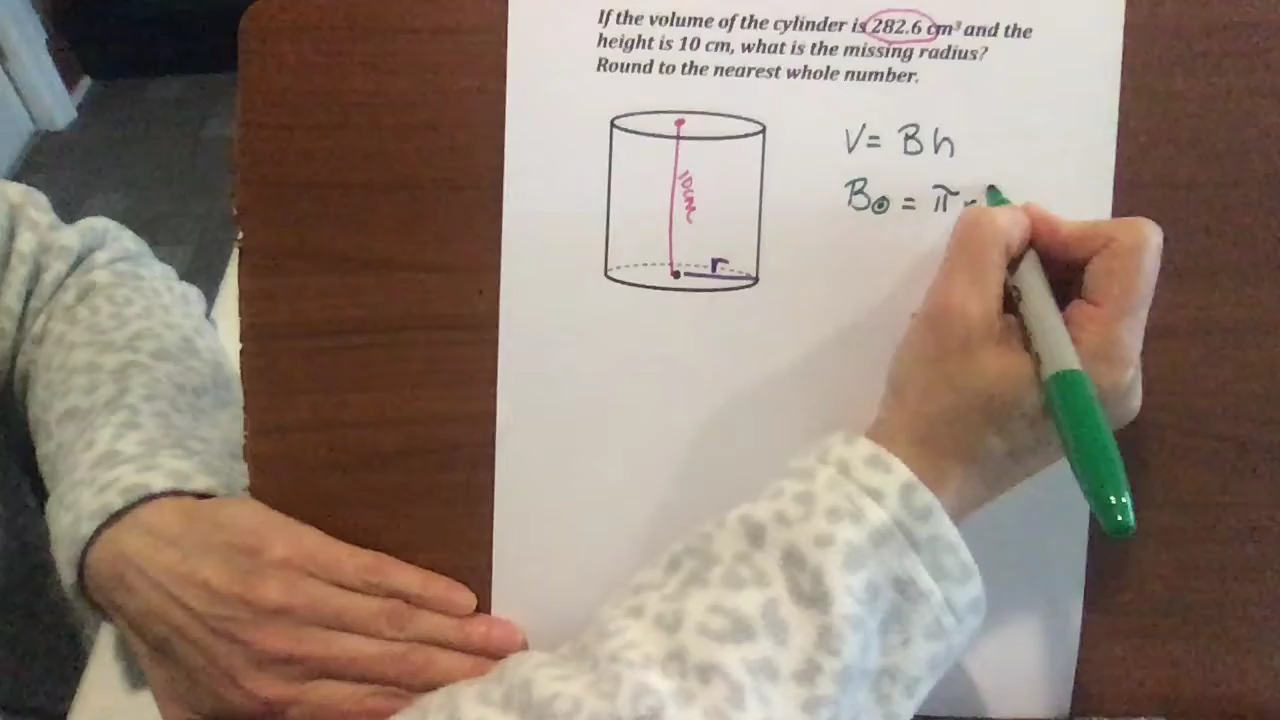 If the volume of the cylinder is 282.6 cm³ and the
height is 10 cm, what is the missing radius?
Round to the nearest whole number.
V = Bh
10cm
B⊙ = πr
r